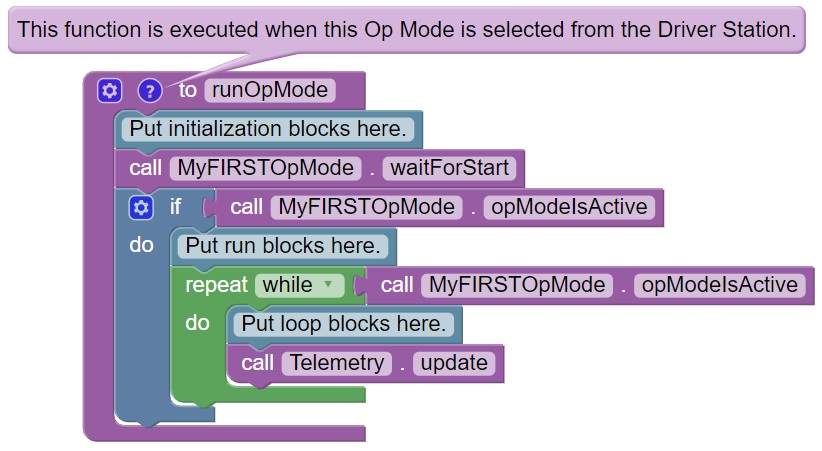 This function is executed when this Op Mode is selected from the Driver Station.
? to runOpMode
Put initialization blocks here.
call MyFIRSTOpMode . waitForStart
if call MyFIRSTOpMode . opModeIsActive
do Put run blocks here.
repeat while call MyFIRSTOpMode . opModeIsActive
do Put loop blocks here.
call Telemetry . update